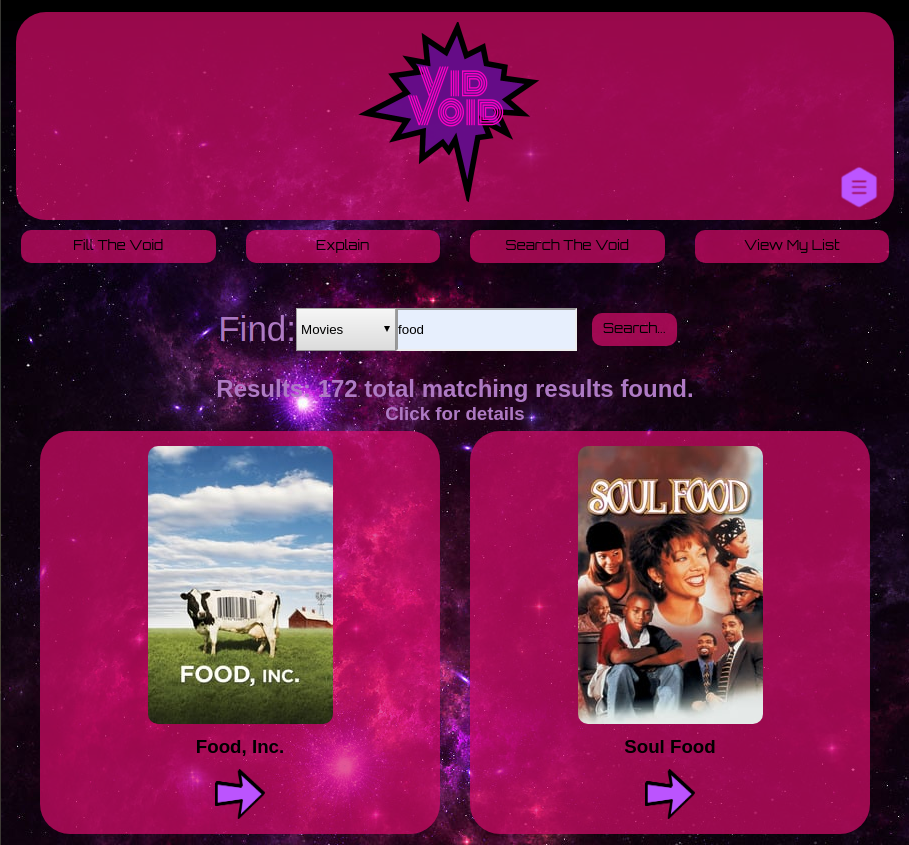 VID
VOID
Fill The Void
Explain
Search The Void
View My List
Find:
Movies
food
Search...
Results: 172 total matching results found.
Click for details
SOUL FOOD
FOOD, INC.
Food, Inc.
Soul Food